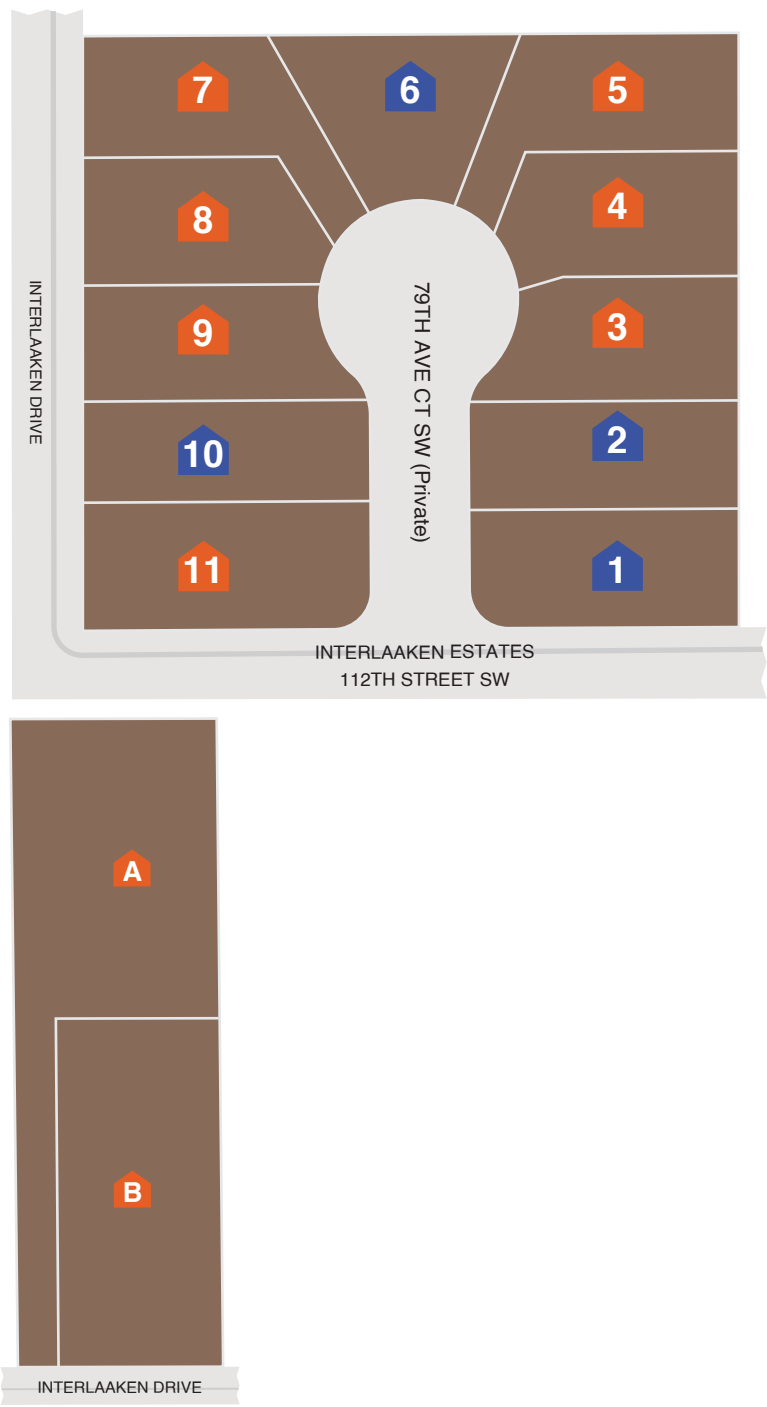 7
6
5
8
4
9
3
10
2
11
1
INTERLAAKEN DRIVE
79TH AVE CT SW (Private)
INTERLAAKEN ESTATES
112TH STREET SW
A
B
INTERLAAKEN DRIVE